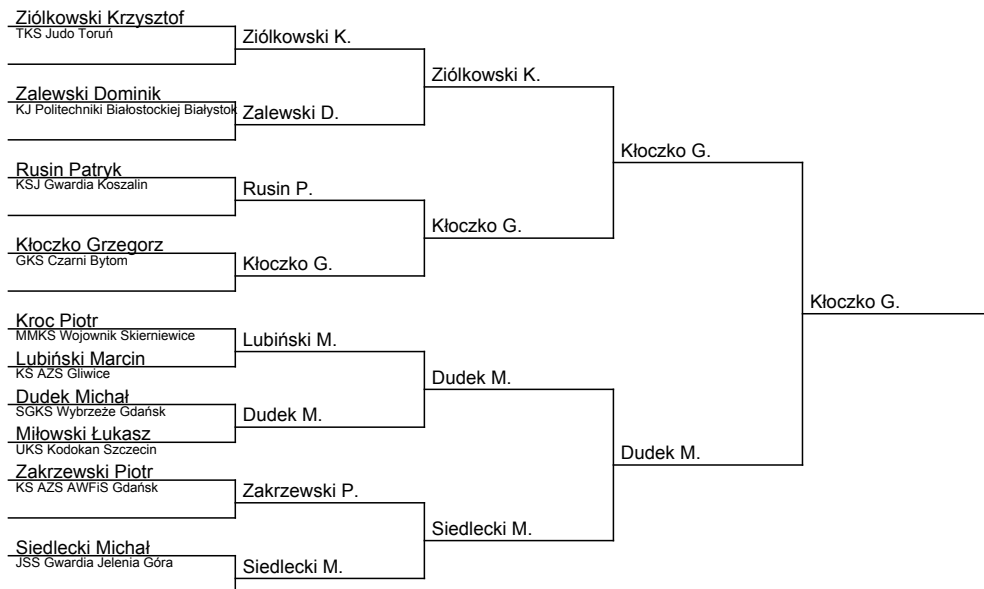 Ziółkowski Krzysztof
TKS Judo Toruń
Ziółkowski K.
Ziółkowski K.
Zalewski Dominik
KJ Politechniki Białostockiej Białystok
Zalewski D.
Kłoczko G.
Rusin Patryk
KSJ Gwardia Koszalin
Rusin P.
Kłoczko G.
Kłoczko Grzegorz
GKS Czarni Bytom
Kłoczko G.
Kłoczko G.
Kroc Piotr
MMKS Wojownik Skierniewice
Lubiński M.
Lubiński Marcin
KS AZS Gliwice
Dudek M.
Dudek Michał
SGKS Wybrzeże Gdańsk
Dudek M.
Miłowski Łukasz
UKS Kodokan Szczecin
Dudek M.
Zakrzewski Piotr
KS AZS AWFiS Gdańsk
Zakrzewski P.
Siedlecki M.
Siedlecki Michał
JSS Gwardia Jelenia Góra
Siedlecki M.